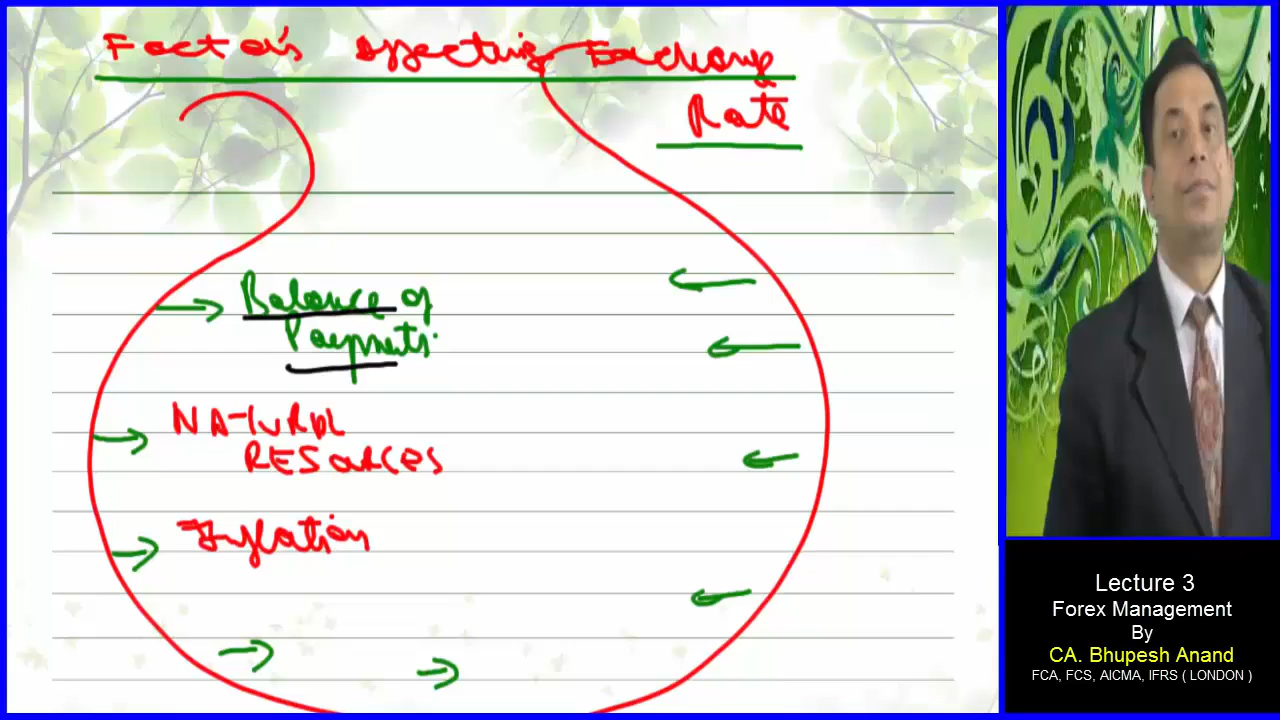 Factors affecting Exchange
Rate
Balance of
Payments.
NATURAL
RESOURCES
Inflation
Lecture 3
Forex Management
By
CA. Bhupesh Anand
FCA, FCS, AICMA, IFRS ( LONDON )